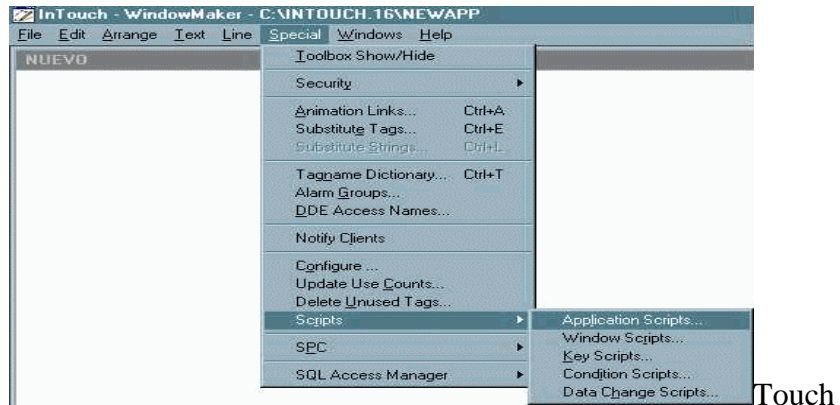 InTouch - WindowMaker - C:\INTOUCH.16\NEWAPP
File Edit Arrange Text Line Special Windows Help
NUEVO
Toolbox Show/Hide
Security
Animation Links... Ctrl+A
Substitute Tags... Ctrl+E
Substitute Strings... Ctrl+L
Tagname Dictionary... Ctrl+T
Alarm Groups...
DDE Access Names...
Notify Clients
Configure ...
Update Use Counts...
Delete Unused Tags...
Scripts
SPC
SQL Access Manager
Application Scripts...
Window Scripts...
Key Scripts...
Condition Scripts...
Data Change Scripts...
Touch